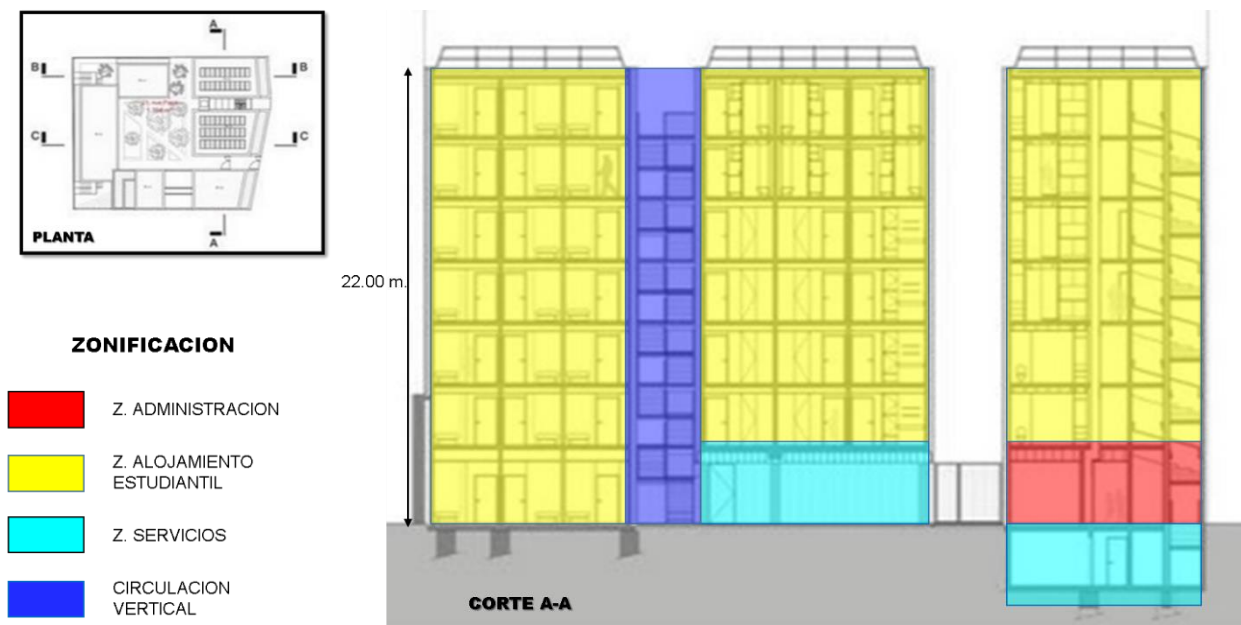 A
B
B
C
C
A
PLANTA
22.00 m.
ZONIFICACION
Z. ADMINISTRACION
Z. ALOJAMIENTO
ESTUDIANTIL
Z. SERVICIOS
CIRCULACION
VERTICAL
CORTE A-A